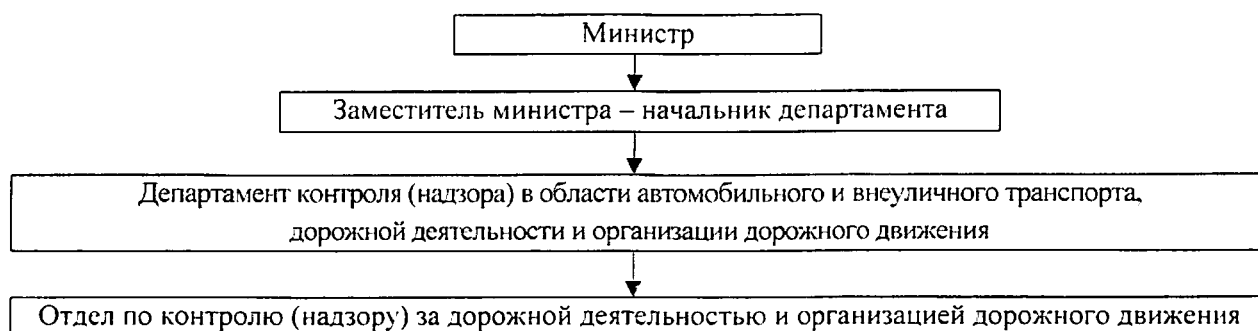 Министр
Заместитель министра – начальник департамента
Департамент контроля (надзора) в области автомобильного и внеуличного транспорта,
дорожной деятельности и организации дорожного движения
Отдел по контролю (надзору) за дорожной деятельностью и организацией дорожного движения